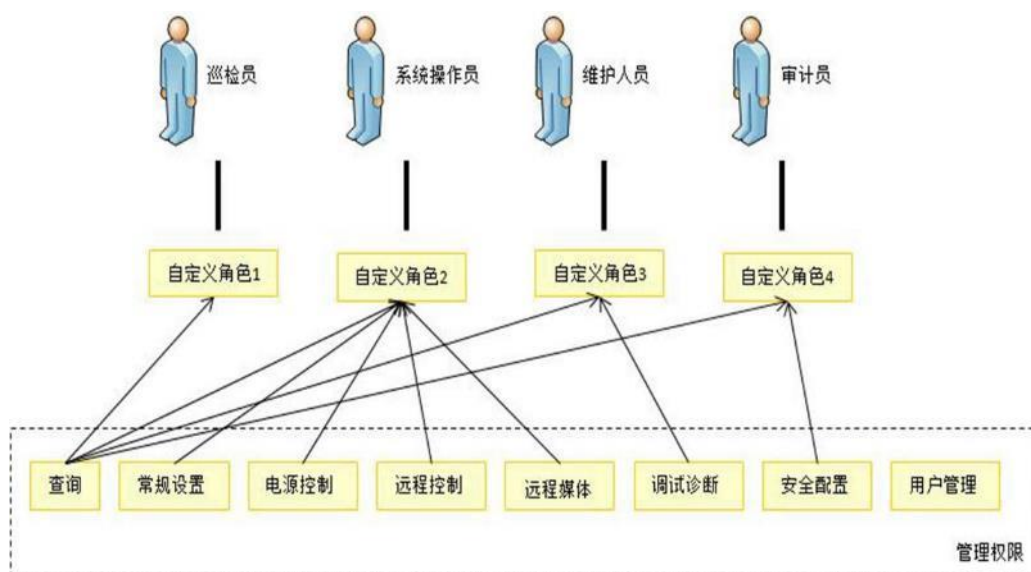 巡检员
系统操作员
维护人员
审计员
自定义角色1
自定义角色2
自定义角色3
自定义角色4
查询
常规设置
电源控制
远程控制
远程媒体
调试诊断
安全配置
用户管理
管理权限